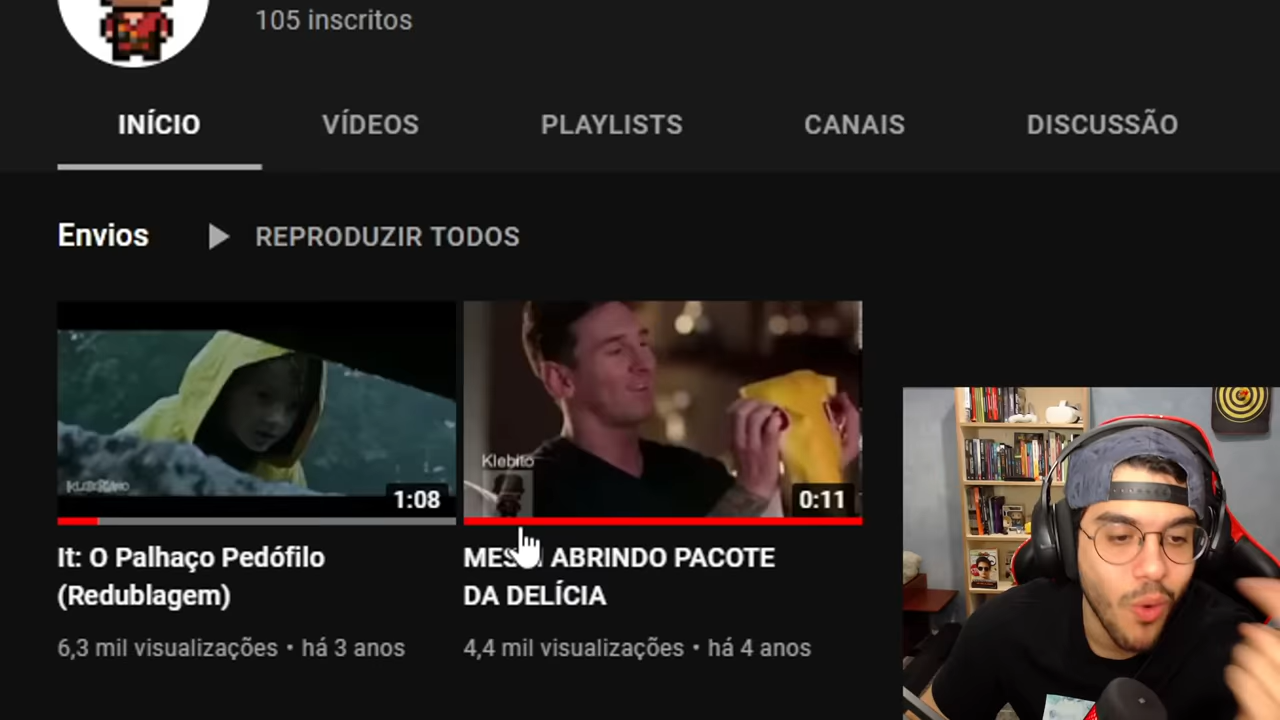 105 inscritos
INÍCIO VÍDEOS PLAYLISTS CANAIS DISCUSSÃO
Envios REPRODUZIR TODOS
Klebito
1:08 0:11
It: O Palhaço Pedófilo
(Redublagem)
6,3 mil visualizações • há 3 anos
ABRINDO PACOTE
DA DELÍCIA
4,4 mil visualizações • há 4 anos